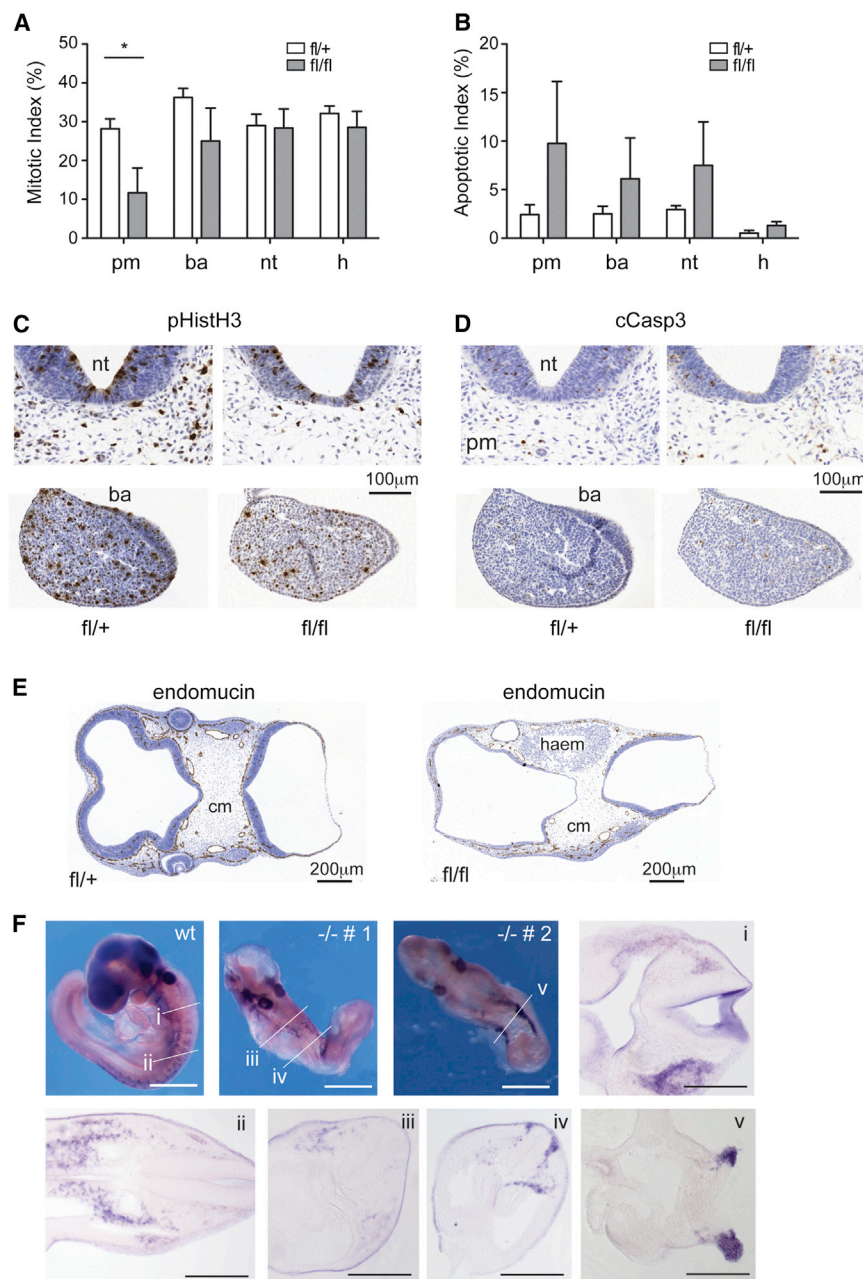 A
Mitotic Index (%)
50
40
30
20
10
0
*
fl/+
fl/fl
pm
ba
nt
h
B
Apoptotic Index (%)
20
15
10
5
0
fl/+
fl/fl
pm
ba
nt
h
C
pHistH3
nt
100μm
ba
fl/+
fl/fl
D
cCasp3
nt
pm
100μm
ba
fl/+
fl/fl
E
endomucin
cm
200μm
fl/+
endomucin
haem
cm
200μm
fl/fl
F
wt
i
ii
-/- # 1
iii
iv
-/- # 2
v
i
ii
iii
iv
v